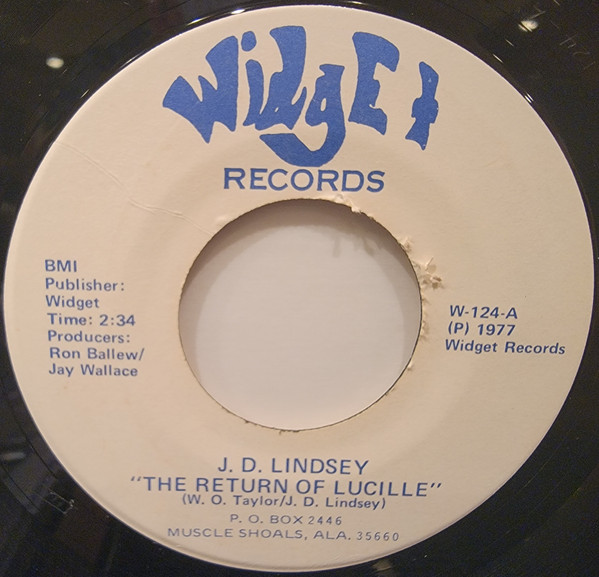 Widget
RECORDS
BMI
Publisher:
Widget
Time: 2:34
Producers:
Ron Ballew/
Jay Wallace
W-124-A
(P) 1977
Widget Records
J. D. LINDSEY
"THE RETURN OF LUCILLE"
(W. O. Taylor/J. D. Lindsey)
P. O. BOX 2446
MUSCLE SHOALS, ALA. 35660